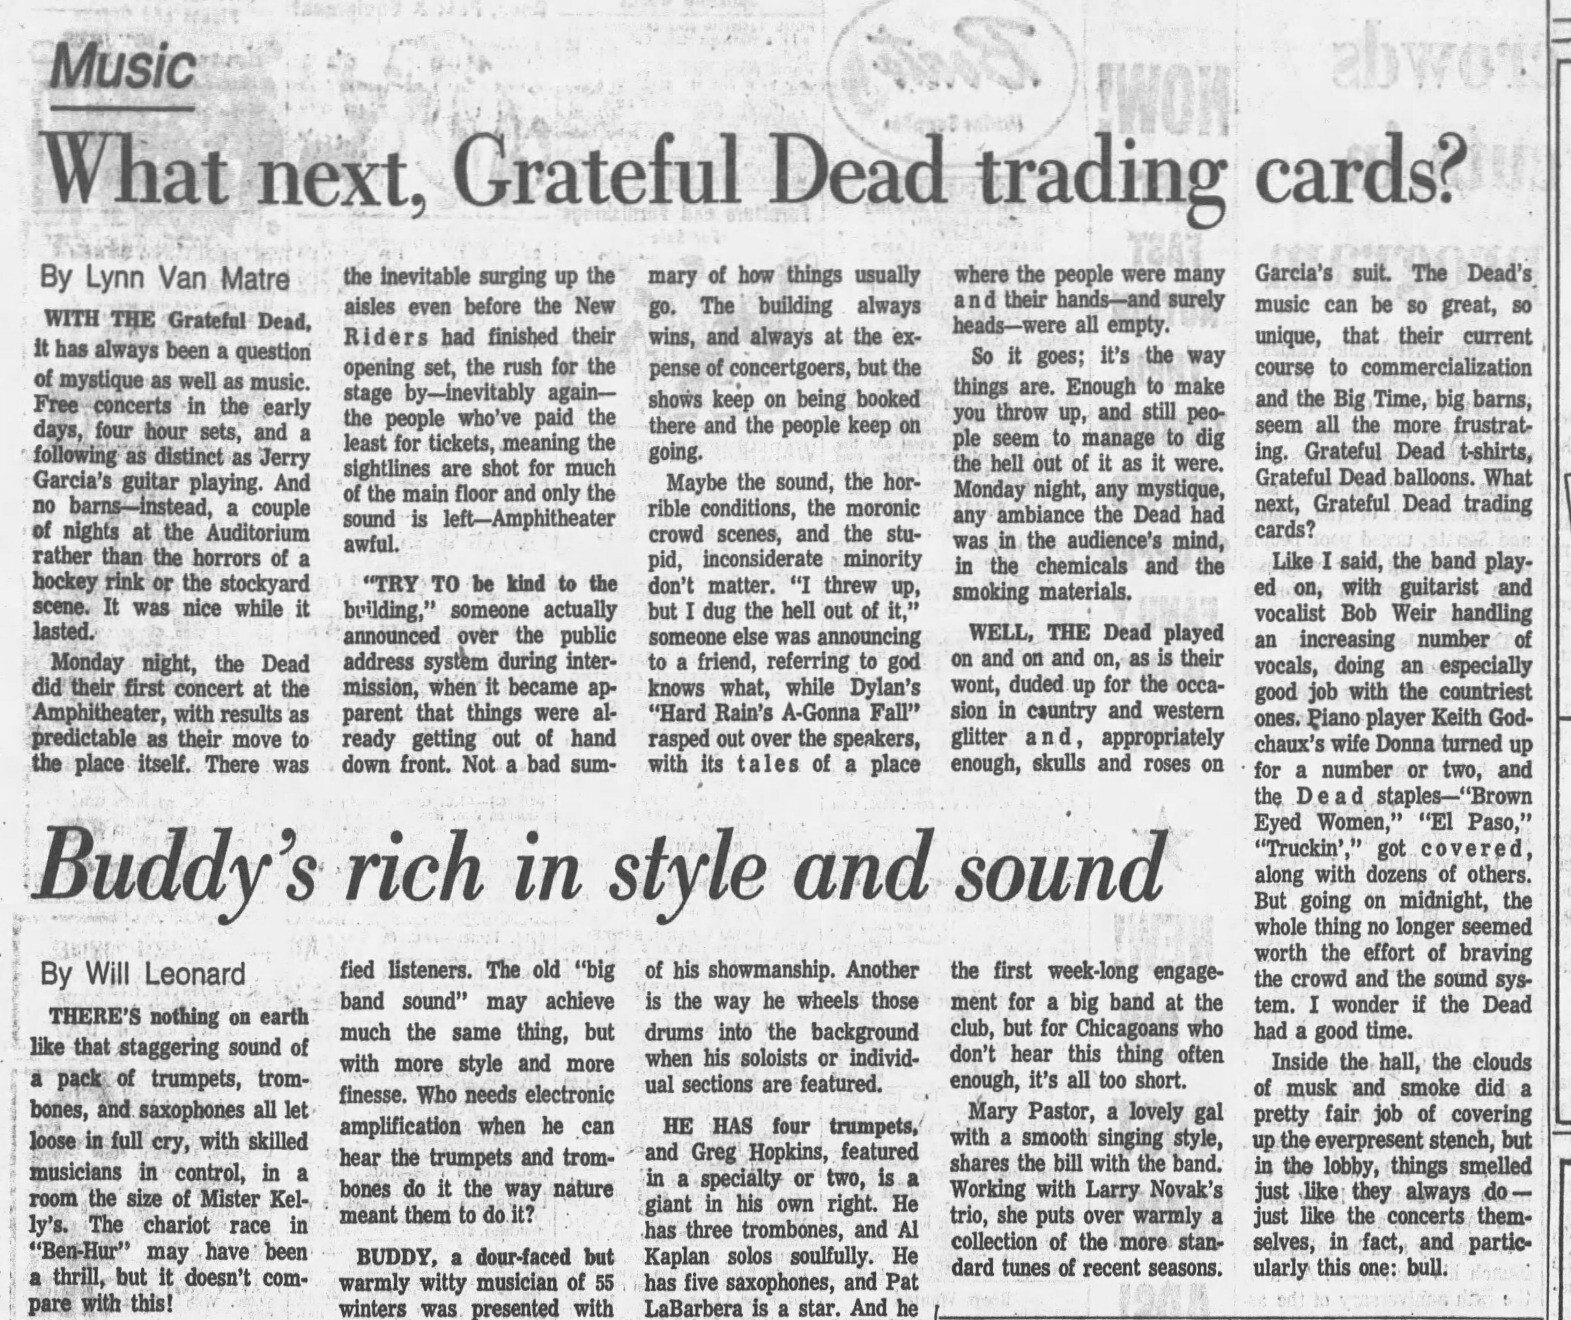 Music
What next, Grateful Dead trading cards?
By Lynn Van Matre
WITH THE Grateful Dead,
it has always been a question
of mystique as well as music.
Free concerts in the early
days, four hour sets, and a
following as distinct as Jerry
Garcia's guitar playing. And
no barns—instead, a couple
of nights at the Auditorium
rather than the horrors of a
hockey rink or the stockyard
scene. It was nice while it
lasted.
Monday night, the Dead
did their first concert at the
Amphitheater, with results as
predictable as their move to
the place itself. There was
the inevitable surging up the
aisles even before the New
Riders had finished their
opening set, the rush for the
stage by—inevitably again—
the people who've paid the
least for tickets, meaning the
sightlines are shot for much
of the main floor and only the
sound is left—Amphitheater
awful.
"TRY TO be kind to the
building," someone actually
announced over the public
address system during inter-
mission, when it became ap-
parent that things were al-
ready getting out of hand
down front. Not a bad sum-
mary of how things usually
go. The building always
wins, and always at the ex-
pense of concertgoers, but the
shows keep on being booked
there and the people keep on
going.
Maybe the sound, the hor-
rible conditions, the moronic
crowd scenes, and the stu-
pid, inconsiderate minority
don't matter. "I threw up,
but I dug the hell out of it,"
someone else was announcing
to a friend, referring to god
knows what, while Dylan's
"Hard Rain's A-Gonna Fall"
rasped out over the speakers,
with its tales of a place
where the people were many
and their hands—and surely
heads—were all empty.
So it goes; it's the way
things are. Enough to make
you throw up, and still peo-
ple seem to manage to dig
the hell out of it as it were.
Monday night, any mystique,
any ambiance the Dead had
was in the audience's mind,
in the chemicals and the
smoking materials.
WELL, THE Dead played
on and on and on, as is their
wont, duded up for the occa-
sion in country and western
glitter and, appropriately
enough, skulls and roses on
Garcia's suit. The Dead's
music can be so great, so
unique, that their current
course to commercialization
and the Big Time, big barns,
seem all the more frustrat-
ing. Grateful Dead t-shirts,
Grateful Dead balloons. What
next, Grateful Dead trading
cards?
Like I said, the band play-
ed on, with guitarist and
vocalist Bob Weir handling
an increasing number of
vocals, doing an especially
good job with the countriest
ones. Piano player Keith God-
chaux's wife Donna turned up
for a number or two, and
the Dead staples—"Brown
Eyed Women," "El Paso,"
"Truckin'," got covered,
along with dozens of others.
But going on midnight, the
whole thing no longer seemed
worth the effort of braving
the crowd and the sound sys-
tem. I wonder if the Dead
had a good time.
Inside the hall, the clouds
of musk and smoke did a
pretty fair job of covering
up the everpresent stench, but
in the lobby, things smelled
just like they always do—
just like the concerts them-
selves, in fact, and partic-
ularly this one: bull.
Buddy's rich in style and sound
By Will Leonard
THERE'S nothing on earth
like that staggering sound of
a pack of trumpets, trom-
bones, and saxophones all let
loose in full cry, with skilled
musicians in control, in a
room the size of Mister Kel-
ly's. The chariot race in
"Ben-Hur" may have been
a thrill, but it doesn't com-
pare with this!
fied listeners. The old "big
band sound" may achieve
much the same thing, but
with more style and more
finesse. Who needs electronic
amplification when he can
hear the trumpets and trom-
bones do it the way nature
meant them to do it?
BUDDY, a dour-faced but
warmly witty musician of 55
winters was presented with
of his showmanship. Another
is the way he wheels those
drums into the background
when his soloists or individ-
ual sections are featured.
HE HAS four trumpets,
and Greg Hopkins, featured
in a specialty or two, is a
giant in his own right. He
has three trombones, and Al
Kaplan solos soulfully. He
has five saxophones, and Pat
LaBarbera is a star. And he
the first week-long engage-
ment for a big band at the
club, but for Chicagoans who
don't hear this thing often
enough, it's all too short.
Mary Pastor, a lovely gal
with a smooth singing style,
shares the bill with the band.
Working with Larry Novak's
trio, she puts over warmly a
collection of the more stan-
dard tunes of recent seasons.